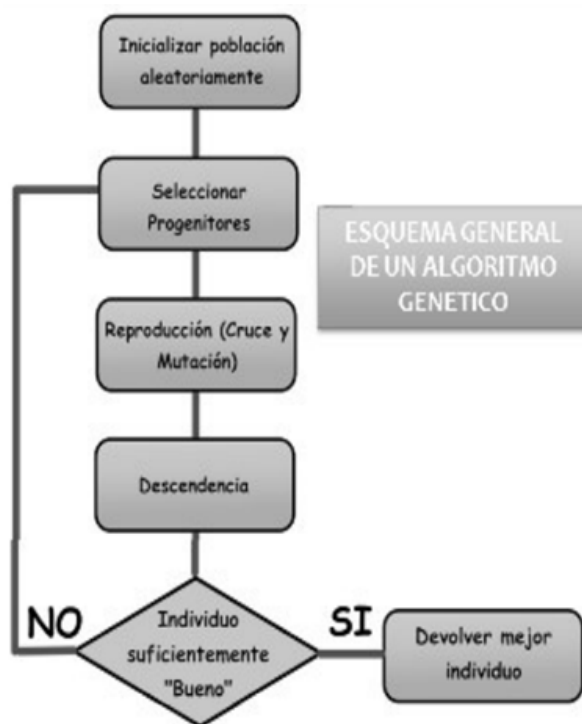 Inicializar población
aleatoriamente
Seleccionar
Progenitores
ESQUEMA GENERAL
DE UN ALGORITMO
GENETICO
Reproducción (Cruce y
Mutación)
Descendencia
NO
Individuo
suficientemente
"Bueno"
SI
Devolver mejor
individuo